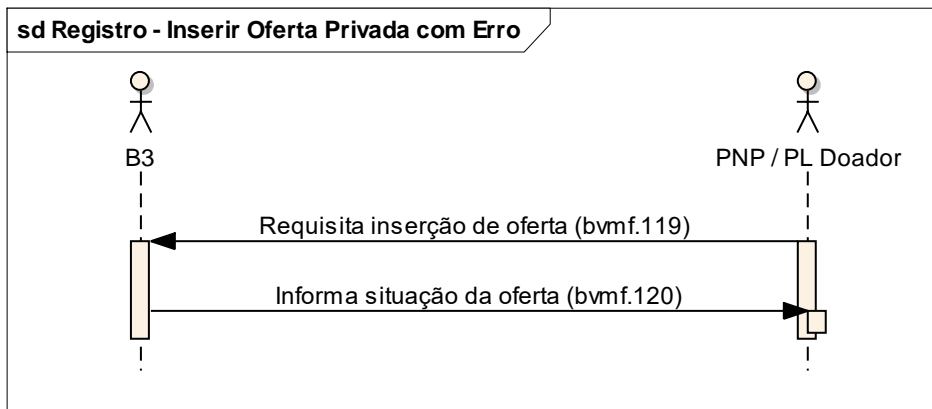 sd Registro - Inserir Oferta Privada com Erro
B3
PNP / PL Doador
Requisita inserção de oferta (bvmf.119)
Informa situação da oferta (bvmf.120)